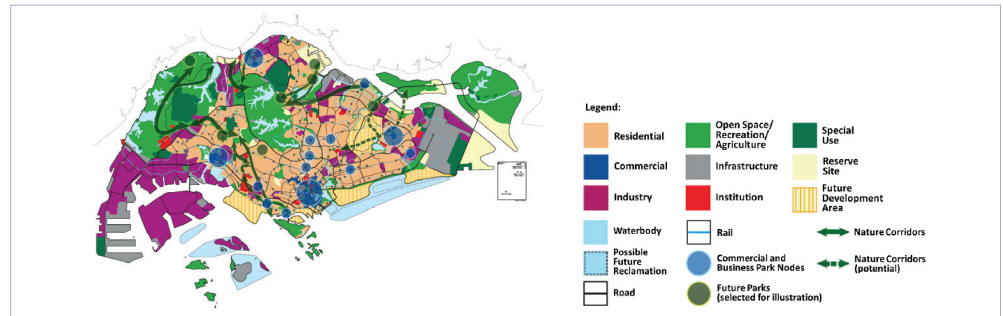 Legend:
Residential
Open Space/
Recreation/
Agriculture
Special
Use
Commercial
Infrastructure
Reserve
Site
Industry
Institution
Future
Development
Area
Waterbody
Rail
Nature Corridors
Possible
Future
Reclamation
Commercial and
Business Park Nodes
Nature Corridors
(potential)
Road
Future Parks
(selected for illustration)